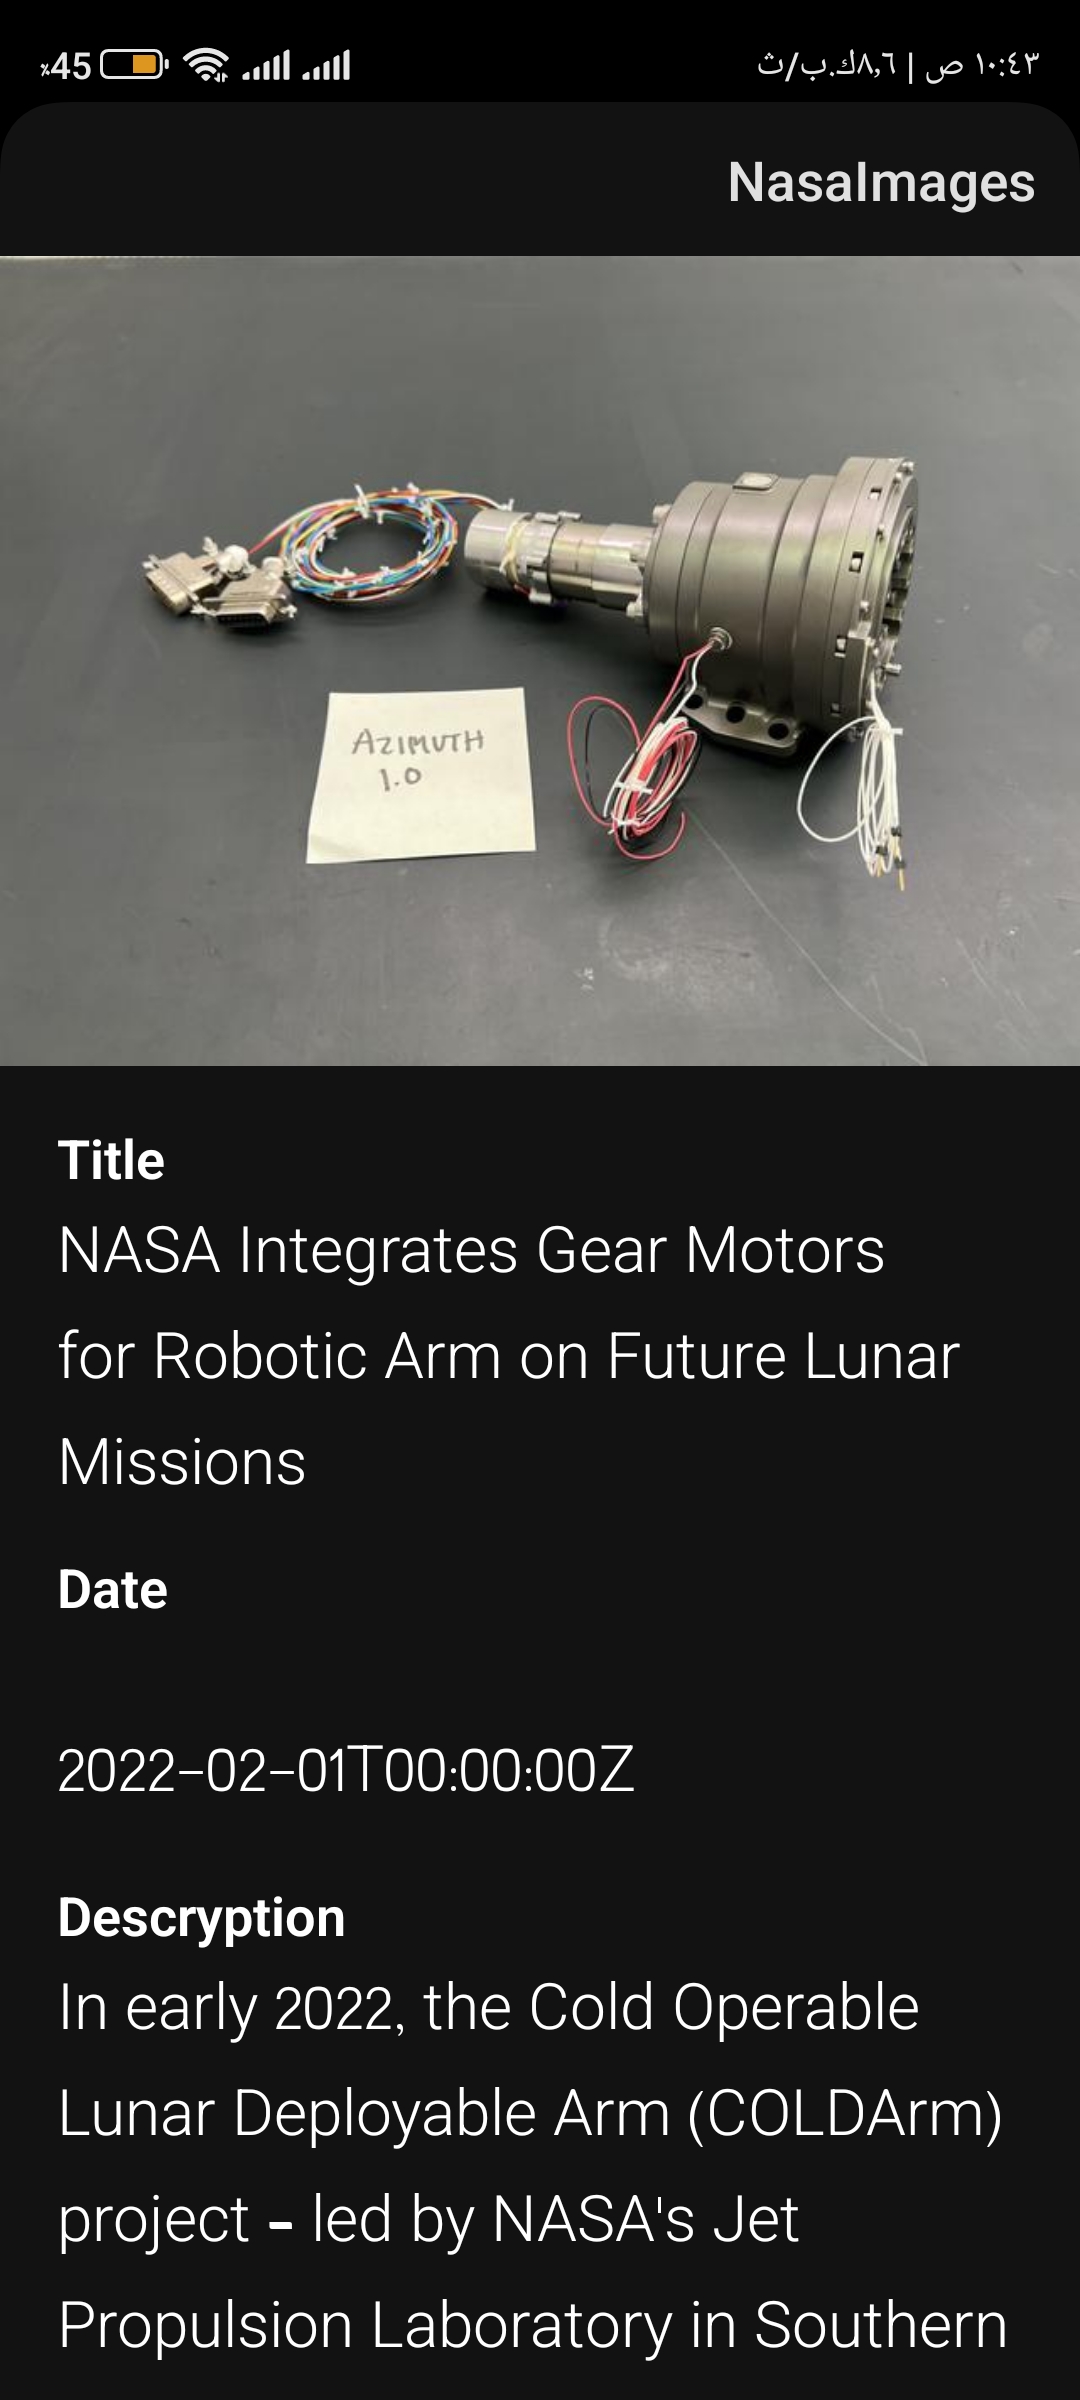 ٪45
١٠:٤٣ ص | ٨,٦ك.ب/ث
NasaImages
AZIMUTH
1.0
Title
NASA Integrates Gear Motors
for Robotic Arm on Future Lunar
Missions
Date
2022-02-01T00:00:00Z
Descryption
In early 2022, the Cold Operable
Lunar Deployable Arm (COLDArm)
project - led by NASA's Jet
Propulsion Laboratory in Southern